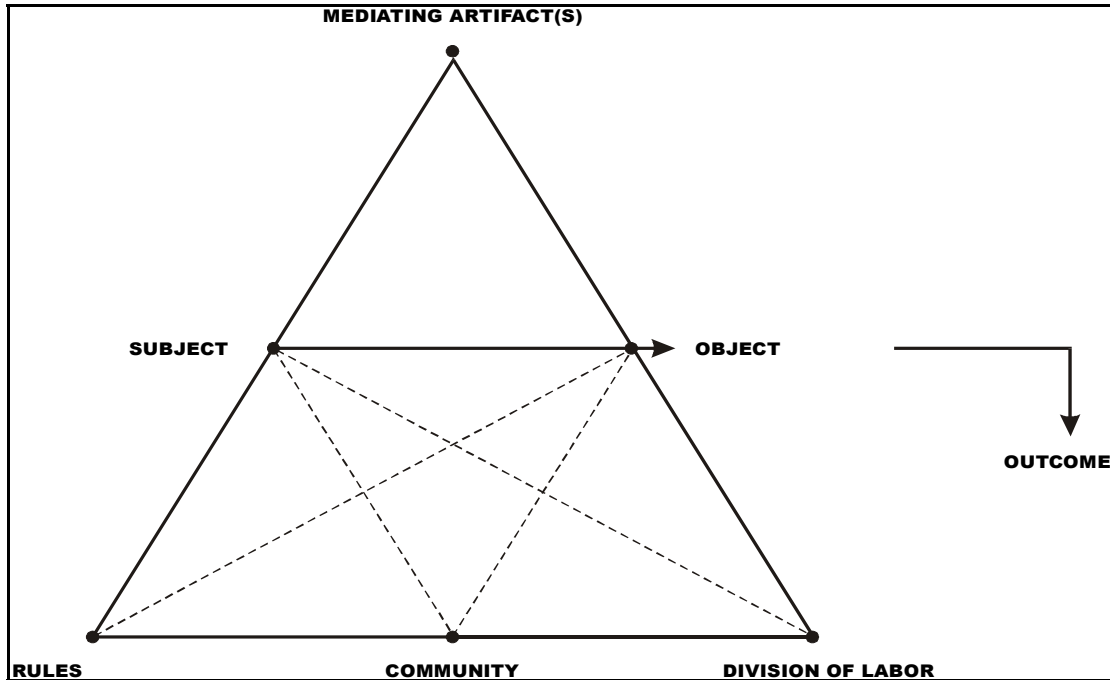 MEDIATING ARTIFACT(S)
SUBJECT
OBJECT
OUTCOME
RULES
COMMUNITY
DIVISION OF LABOR